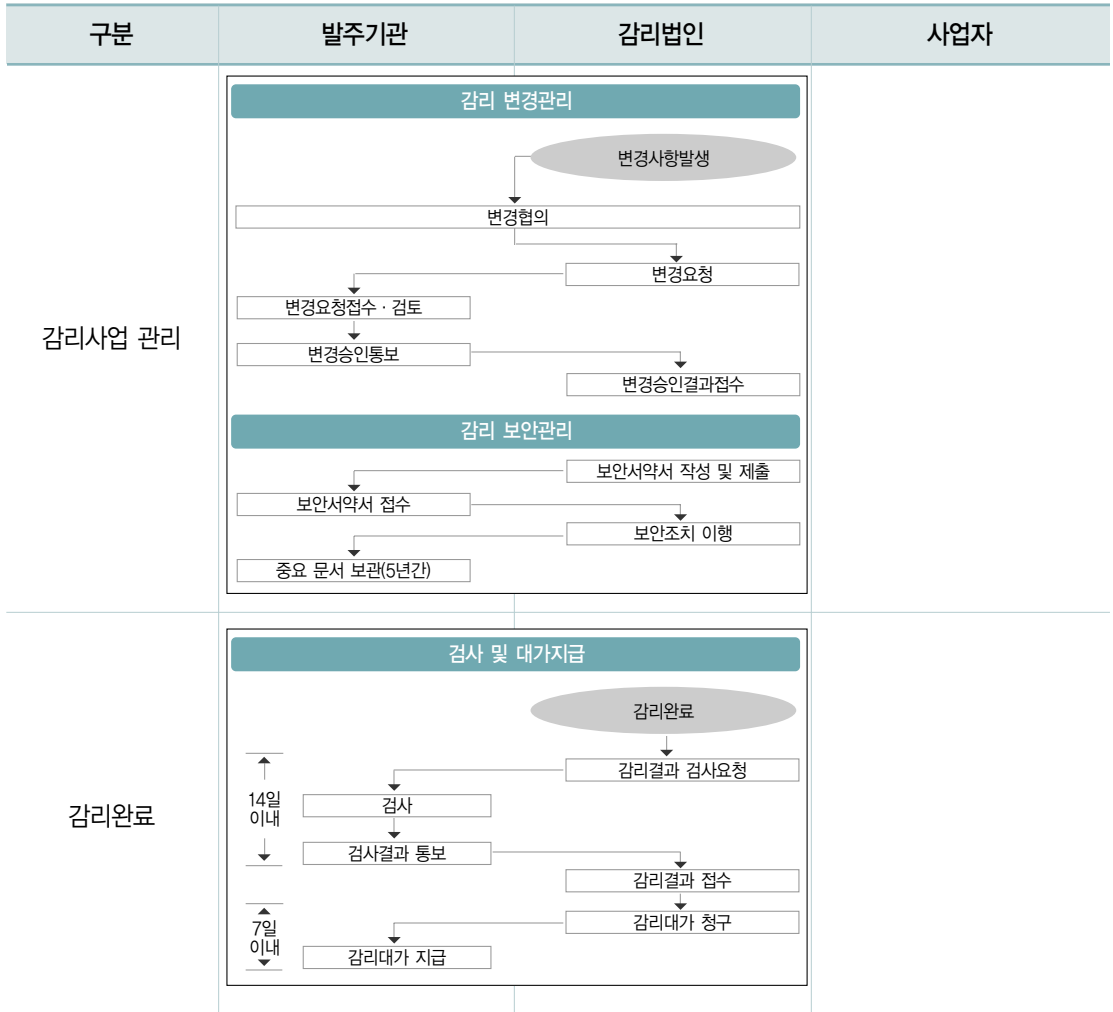 구분 발주기관 감리법인 사업자
감리 변경관리
변경사항발생
변경협의
변경요청
변경요청접수 · 검토
감리사업 관리
변경승인통보
변경승인결과접수
감리 보안관리
보안서약서 작성 및 제출
보안서약서 접수
보안조치 이행
중요 문서 보관(5년간)
검사 및 대가지급
감리완료
감리결과 검사요청
14일
이내
감리완료
검사
검사결과 통보
감리결과 접수
감리대가 청구
7일
이내
감리대가 지급